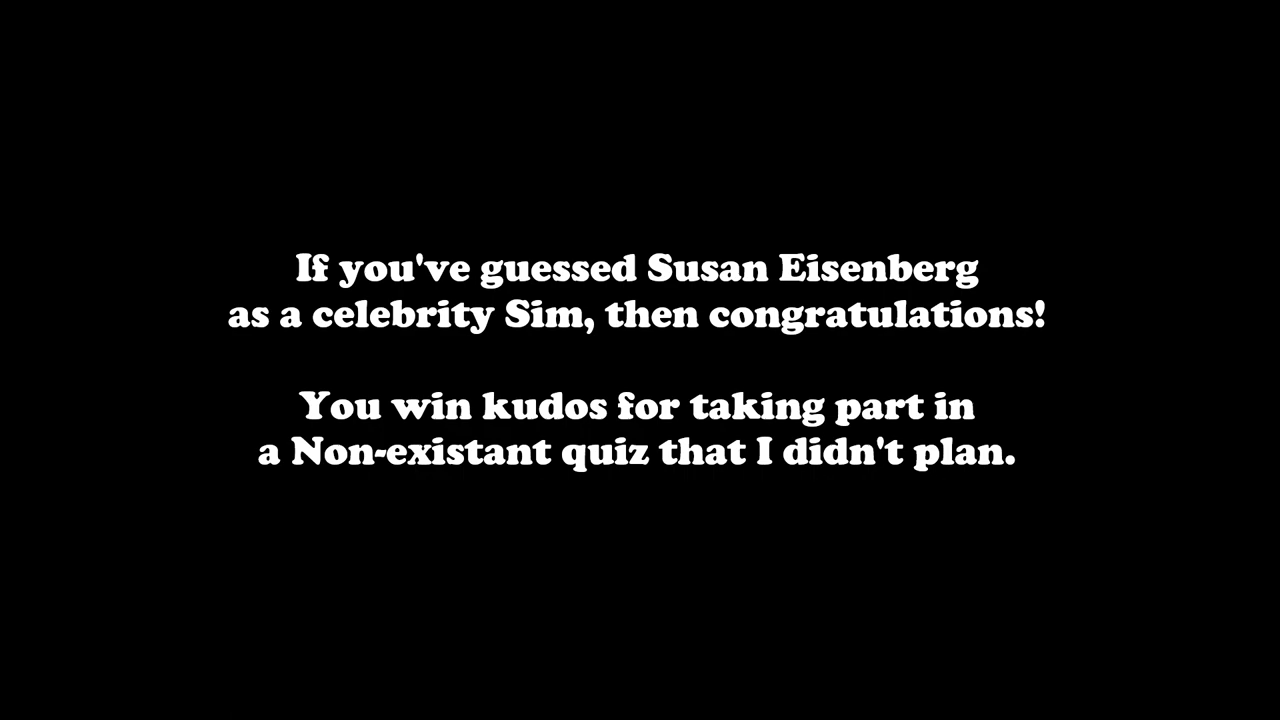 If you've guessed Susan Eisenberg
as a celebrity Sim, then congratulations!
You win kudos for taking part in
a Non-existant quiz that I didn't plan.